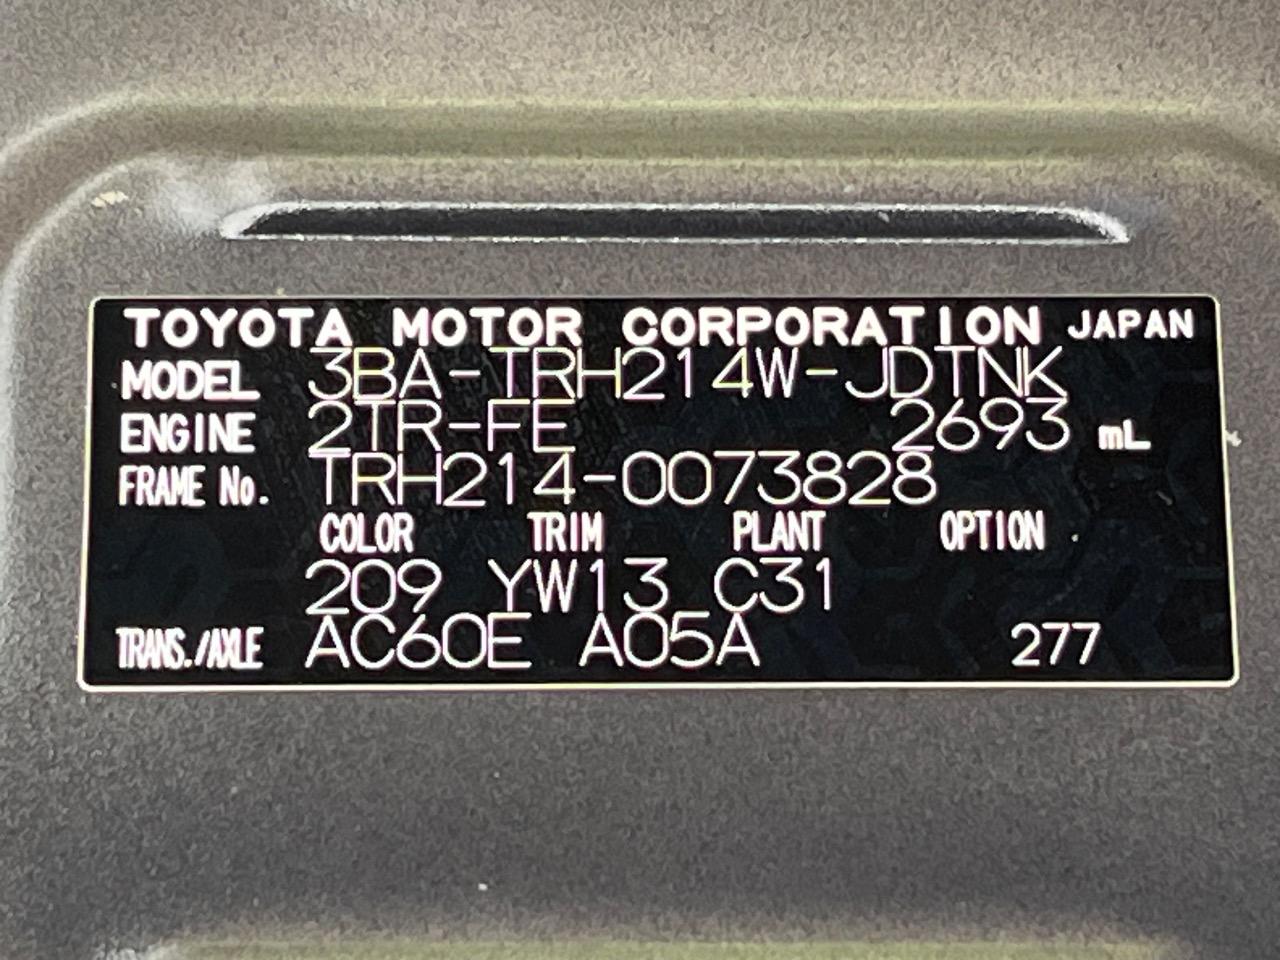 TOYOTA MOTOR CORPORATION JAPAN
MODEL 3BA-TRH214W-JDTNK
ENGINE 2TR-FE 2693 mL
FRAME No. TRH214-0073828
COLOR TRIM PLANT OPTION
209 YW13 C31
TRANS./AXLE AC60E A05A 277